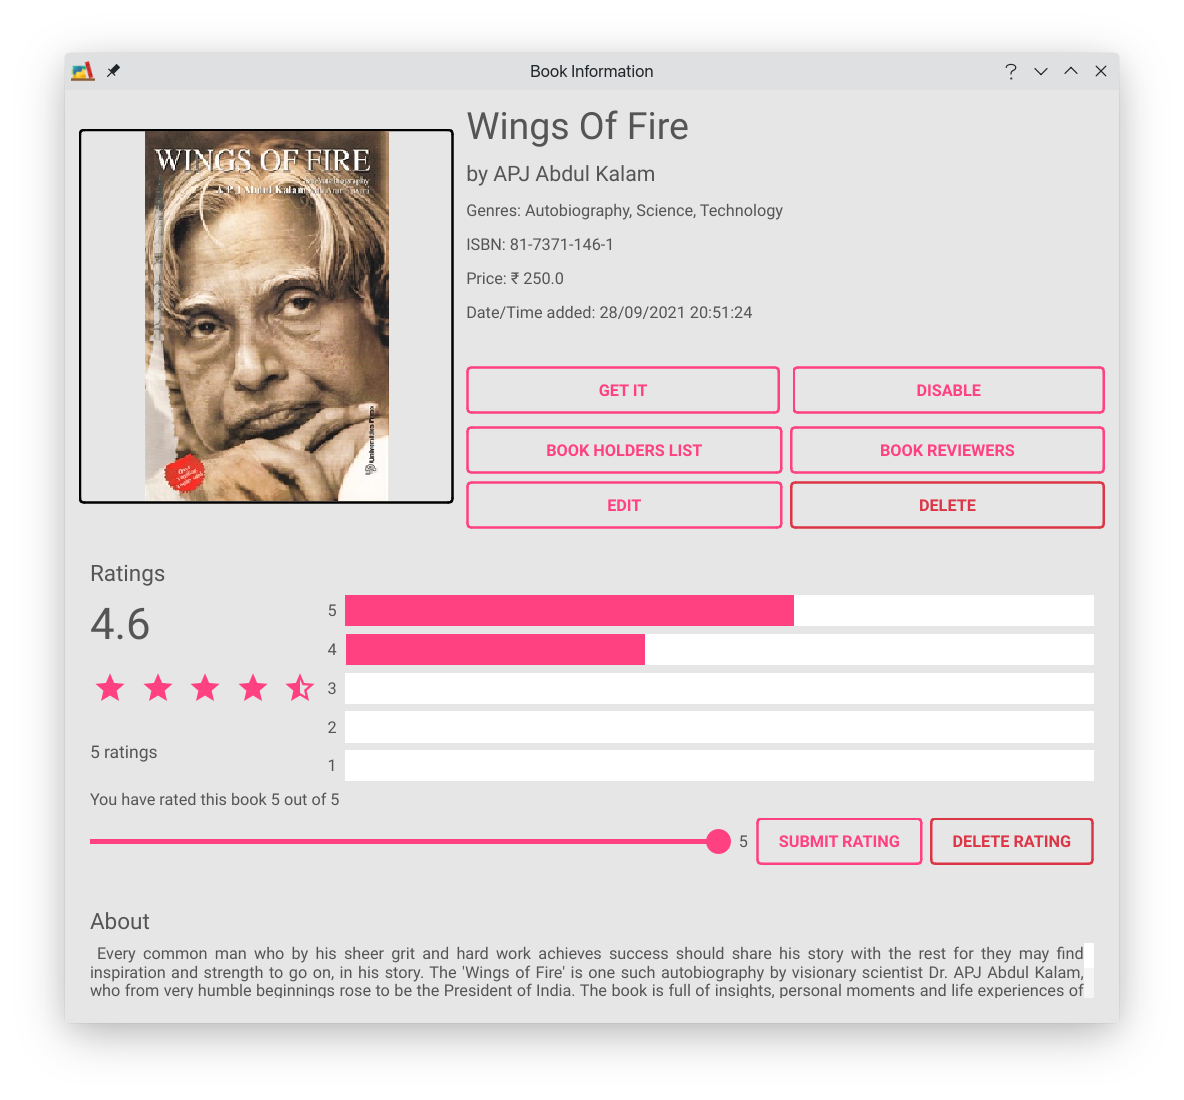 Book Information
WINGS OF FIRE
A P J Abdul Kalam
Wings Of Fire
by APJ Abdul Kalam
Genres: Autobiography, Science, Technology
ISBN: 81-7371-146-1
Price: ₹ 250.0
Date/Time added: 28/09/2021 20:51:24
GET IT
DISABLE
BOOK HOLDERS LIST
BOOK REVIEWERS
EDIT
DELETE
Ratings
4.6
5
4
3
2
1
5 ratings
You have rated this book 5 out of 5
5
SUBMIT RATING
DELETE RATING
About
Every common man who by his sheer grit and hard work achieves success should share his story with the rest for they may find
inspiration and strength to go on, in his story. The 'Wings of Fire' is one such autobiography by visionary scientist Dr. APJ Abdul Kalam,
who from very humble beginnings rose to be the President of India. The book is full of insights, personal moments and life experiences of